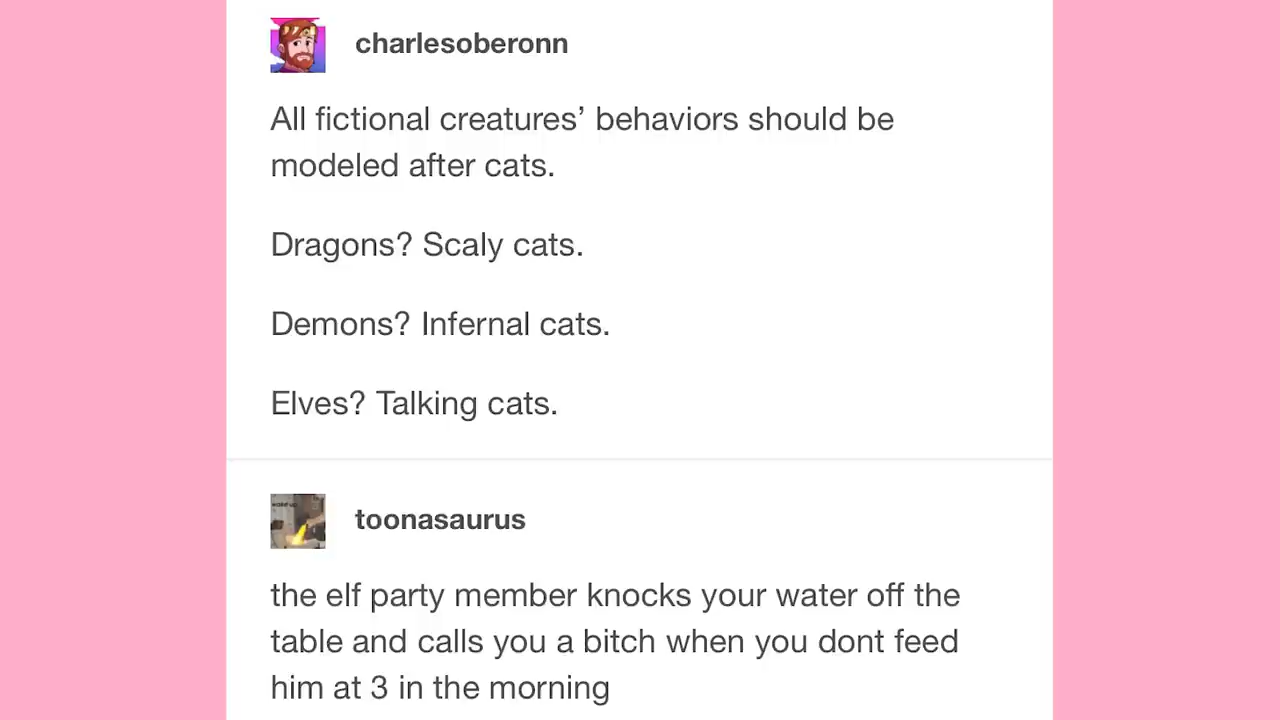 charlesoberonn
All fictional creatures’ behaviors should be
modeled after cats.
Dragons? Scaly cats.
Demons? Infernal cats.
Elves? Talking cats.
toonasaurus
the elf party member knocks your water off the
table and calls you a bitch when you dont feed
him at 3 in the morning